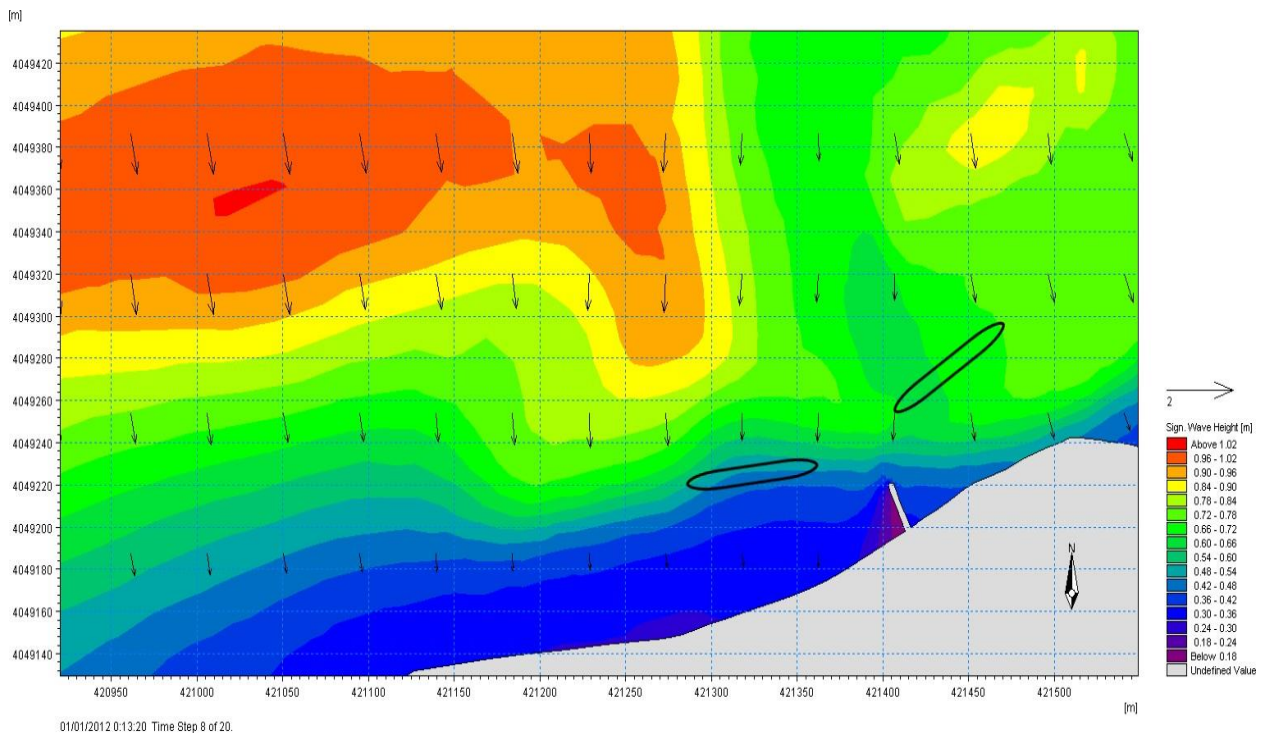 [m]
4049420
4049400
4049380
4049360
4049340
4049320
4049300
4049280
4049260
4049240
4049220
4049200
4049180
4049160
4049140
N
2
Sign. Wave Height [m]
Above 1.02
0.96 - 1.02
0.90 - 0.96
0.84 - 0.90
0.78 - 0.84
0.72 - 0.78
0.66 - 0.72
0.60 - 0.66
0.54 - 0.60
0.48 - 0.54
0.42 - 0.48
0.36 - 0.42
0.30 - 0.36
0.24 - 0.30
0.18 - 0.24
Below 0.18
Undefined Value
420950 421000 421050 421100 421150 421200 421250 421300 421350 421400 421450 421500
[m]
01/01/2012 0:13:20 Time Step 8 of 20.